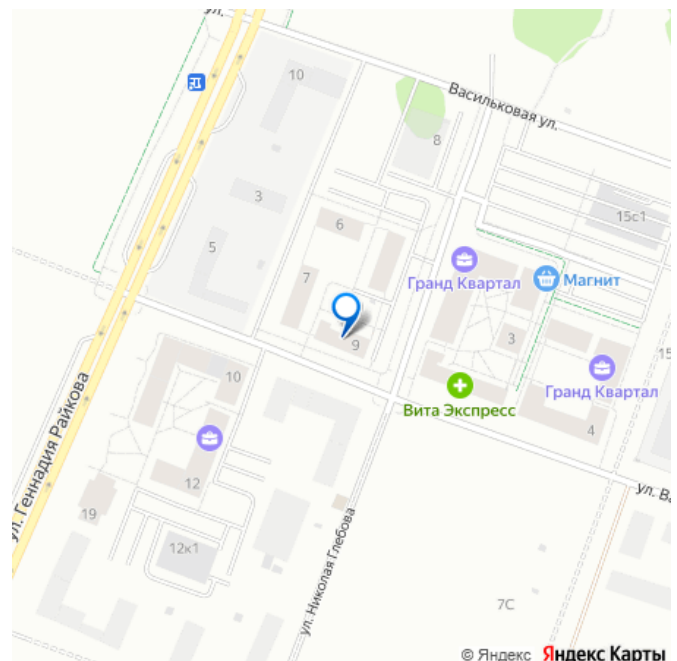 ул.
10
Васильковая ул.
8
3
15с1
6
5
Гранд Квартал
Магнит
7
3
9
15
10
Гранд Квартал
Вита Экспресс
4
ул. Геннадия Райкова
12
ул. В
19
12к1
ул. Николая Глебова
7С
© Яндекс Яндекс Карты